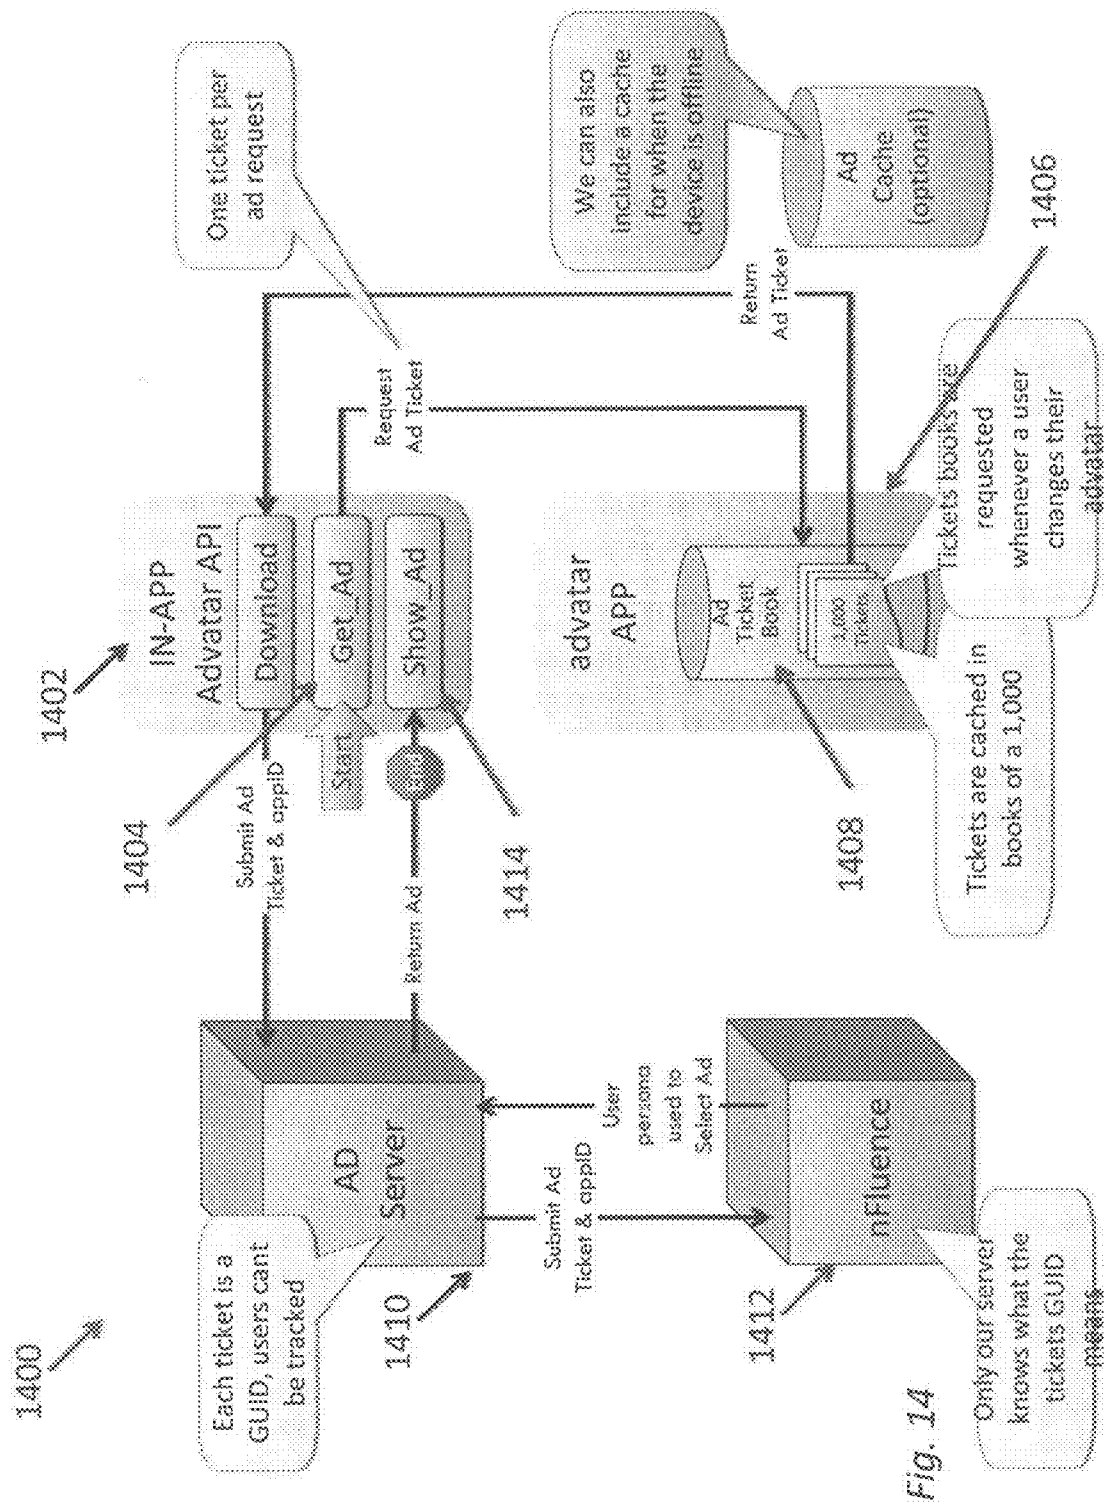 1400
Each ticket is a
GUID, users cant
be tracked
AD
Server
1410
Submit Ad
Ticket & appID
User
persona
used to
Select Ad
1412
nFluence
Only our server
knows what the
tickets GUID
means
1402
IN-APP
Advatar API
Download
Get_Ad
Show_Ad
Start
1404
Submit Ad
Ticket & appID
Return Ad
1414
One ticket per
ad request
Request
Ad Ticket
Return
Ad Ticket
advatar
APP
Ad
Ticket
Book
1,000
Tickets
1408
Tickets are cached in
books of a 1,000
Tickets books are
requested
whenever a user
changes their
advatar
1406
We can also
include a cache
for when the
device is offline
Ad
Cache
(optional)
Fig. 14